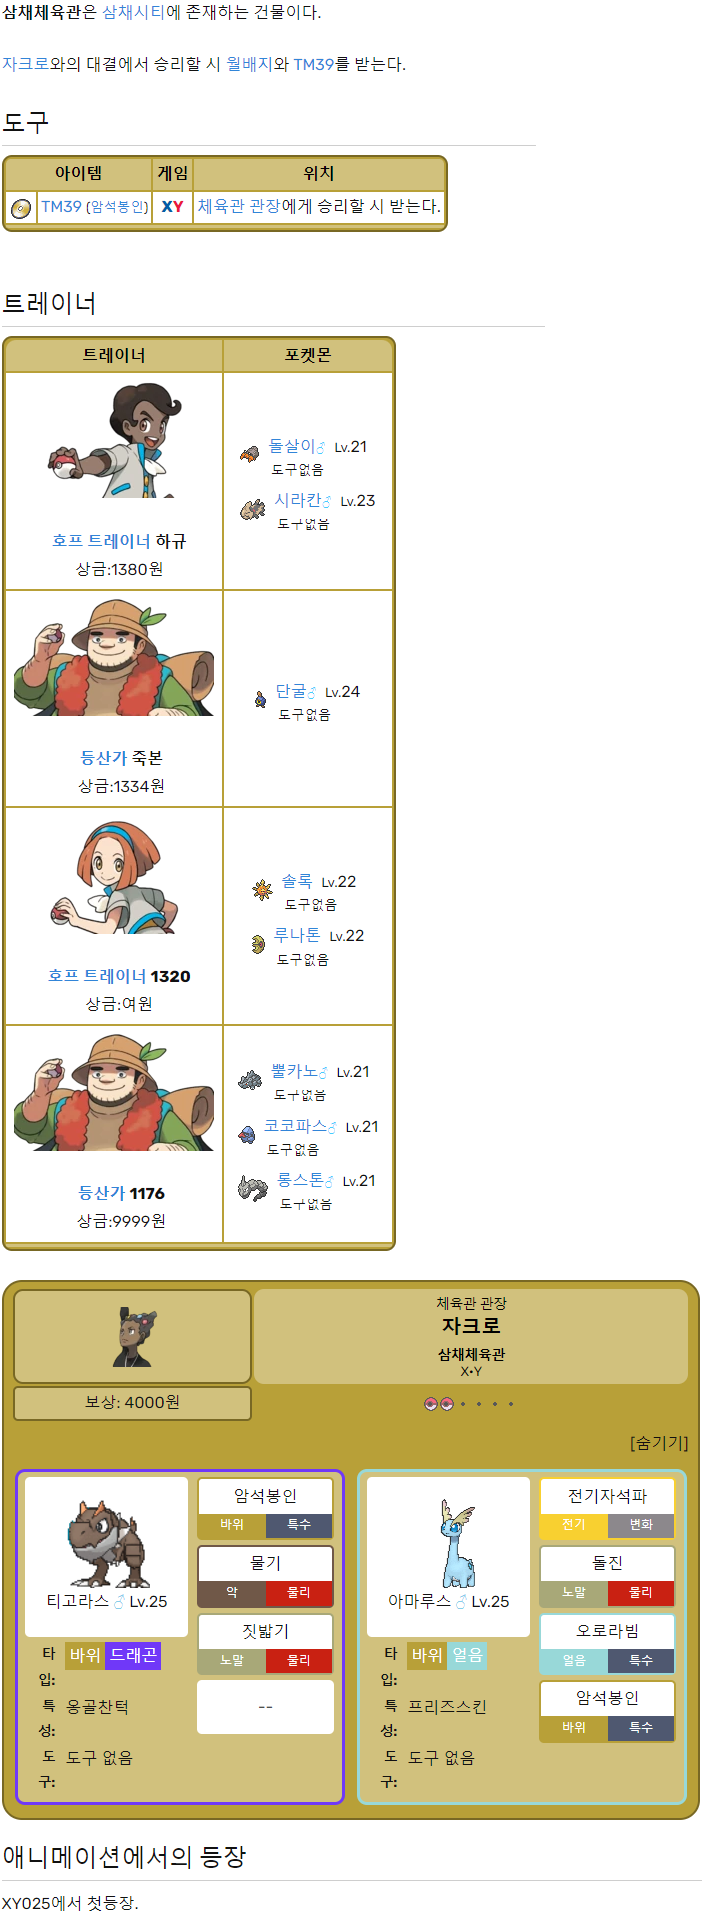 삼채체육관은 삼채시티에 존재하는 건물이다.
자크로와의 대결에서 승리할 시 월배지와 TM39를 받는다.
도구
아이템 게임 위치
TM39 (암석봉인) XY 체육관 관장에게 승리할 시 받는다.
트레이너
트레이너 포켓몬
돌살이♂ Lv.21
도구없음
시라칸♂ Lv.23
도구없음
호프 트레이너 하규
상금:1380원
단굴♂ Lv.24
도구없음
등산가 죽본
상금:1334원
솔록 Lv.22
도구없음
루나톤 Lv.22
도구없음
호프 트레이너 1320
상금:여원
뿔카노♂ Lv.21
도구없음
코코파스♂ Lv.21
도구없음
롱스톤♂ Lv.21
도구없음
등산가 1176
상금:9999원
체육관 관장
자크로
삼채체육관
X•Y
보상: 4000원
[숨기기]
티고라스 ♂ Lv.25
타입: 바위 드래곤
특성: 옹골찬턱
도구: 도구 없음
암석봉인
바위 특수
물기
악 물리
짓밟기
노말 물리
--
아마루스 ♂ Lv.25
타입: 바위 얼음
특성: 프리즈스킨
도구: 도구 없음
전기자석파
전기 변화
돌진
노말 물리
오로라빔
얼음 특수
암석봉인
바위 특수
애니메이션에서의 등장
XY025에서 첫등장.